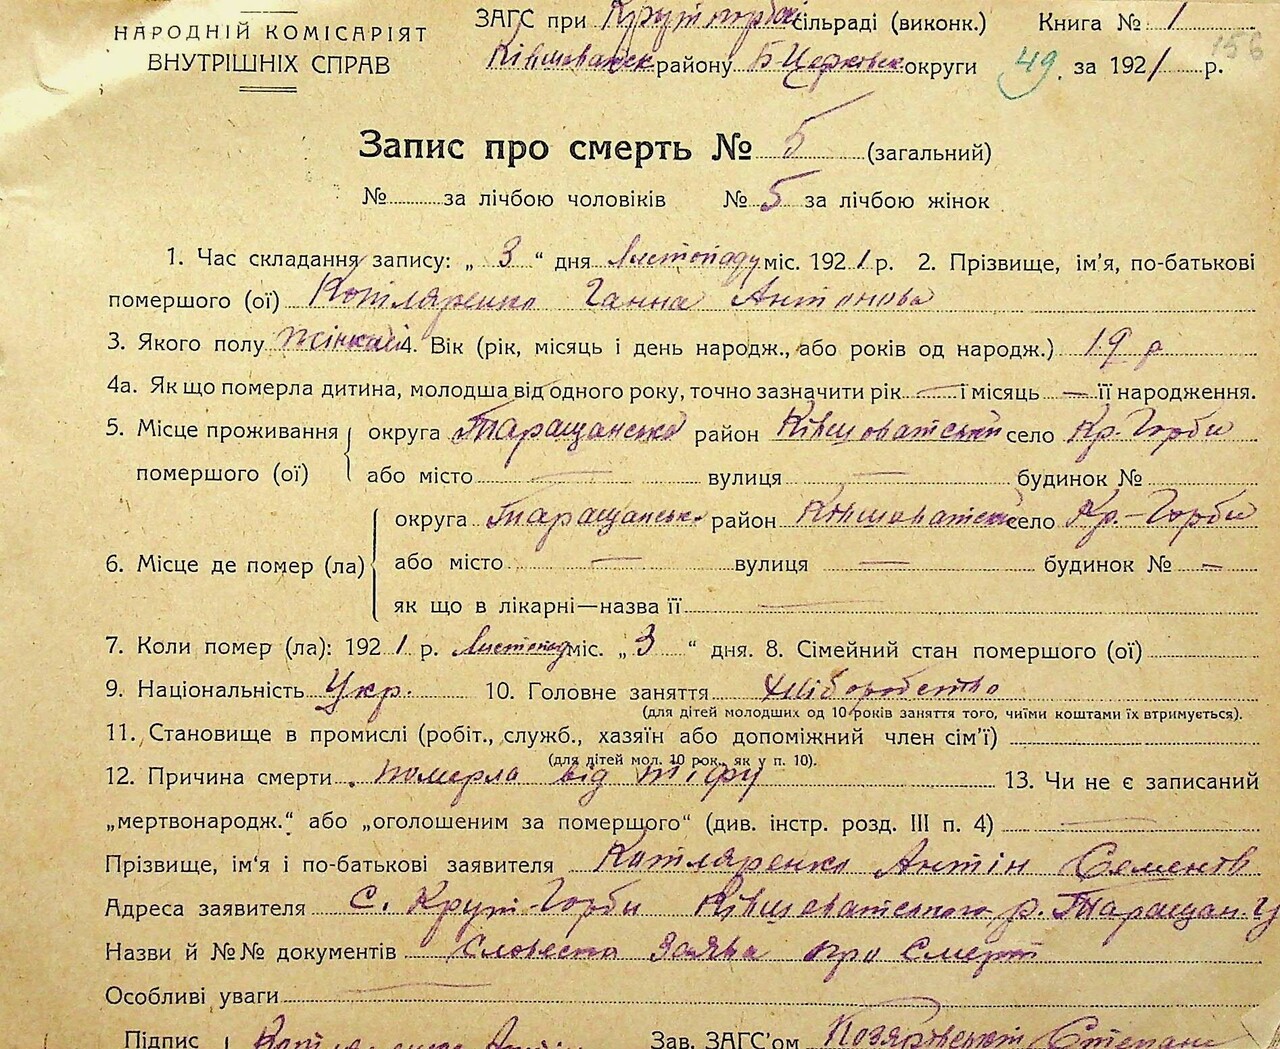 НАРОДНІЙ КОМІСАРІЯТ
ВНУТРІШНІХ СПРАВ
ЗАГС при Крутогорбск сільраді (виконк.) Книга № 1
Ківшоватськ району Б Церковск округи 49. за 1921 р.
156
Запис про смерть № 5 (загальний)
№ за лічбою чоловіків № 5 за лічбою жінок
1. Час складання запису: „ 3 “ дня Листопаду міс. 1921 р. 2. Прізвище, ім’я, по-батькові
помершого (ої) Котляренко Ганна Антонова
3. Якого полу жінкой 4. Вік (рік, місяць і день народж., або років од народж.) 19 р
4а. Як що померла дитина, молодша від одного року, точно зазначити рік — ї місяць — її народження.
5. Місце проживання помершого (ої) округа Таращанська район Ківшоватський село Кр. Горби
або місто — вулиця — будинок №
6. Місце де помер (ла) округа Таращанськ район Ківшоватськ село Кр.-Горби
або місто — вулиця — будинок № —
як що в лікарні—назва її —
7. Коли помер (ла): 1921 р. Листопад міс. „ 3 “ дня. 8. Сімейний стан помершого (ої)
9. Національність Укр. 10. Головне заняття хліборобство
(для дітей молодших од 10 років заняття того, чиїми коштами їх втримується).
11. Становище в промислі (робіт., служб., хазяїн або допоміжний член сім’ї)
(для дітей мол. 10 рок., як у п. 10).
12. Причина смерти померла від тіфу 13. Чи не є записаний
„мертвонародж.“ або „оголошеним за померщого“ (див. інстр. розд. III п. 4) —
Прізвище, ім‘я і по-батькові заявителя Котляренко Антін Семенів
Адреса заявителя С. Крут-Горби Ківшоватського р. Таращан.
Назви й №№ документів Словесна Заява про Смерт
Особливі уваги —
Підпис Зав. ЗАГС’ом Степан